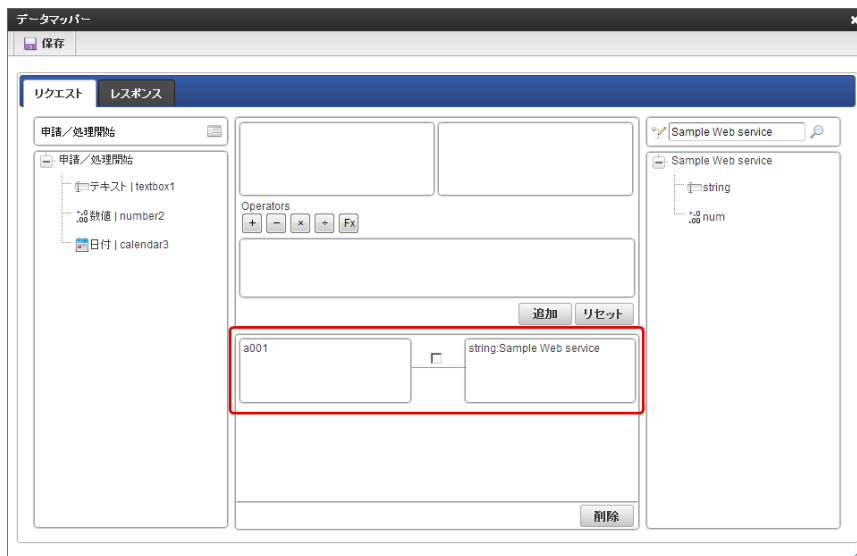 データマッパー
保存
リクエスト レスポンス
申請／処理開始
申請／処理開始
テキスト | textbox1
数値 | number2
日付 | calendar3
Operators
+ − × ÷ Fx
追加 リセット
a001
string:Sample Web service
削除
Sample Web service
Sample Web service
string
num